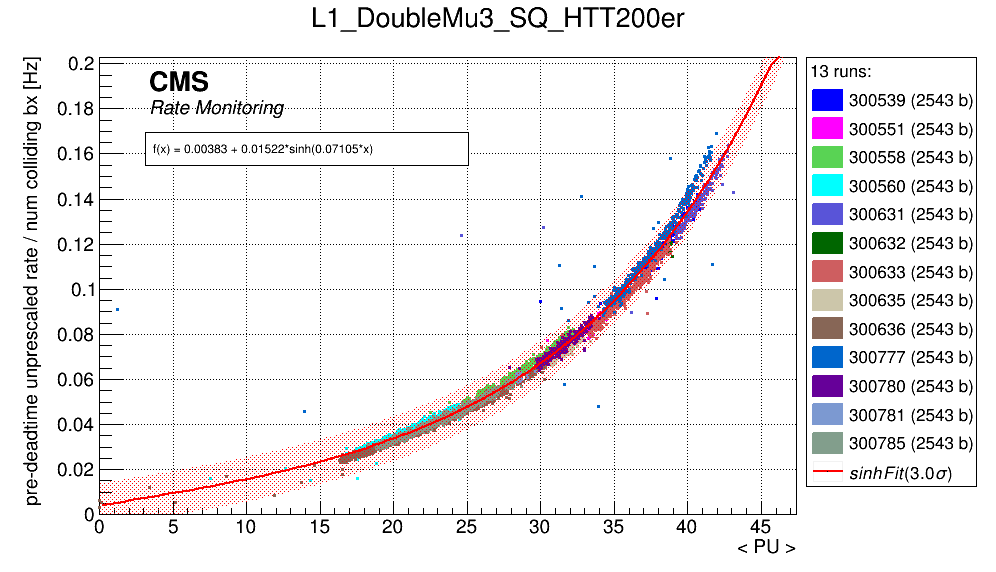 L1_DoubleMu3_SQ_HTT200er
pre-deadtime unprescaled rate / num colliding bx [Hz]
0.2
0.18
0.16
0.14
0.12
0.1
0.08
0.06
0.04
0.02
0
CMS
Rate Monitoring
f(x) = 0.00383 + 0.01522*sinh(0.07105*x)
0 5 10 15 20 25 30 35 40 45
< PU >
13 runs:
300539 (2543 b)
300551 (2543 b)
300558 (2543 b)
300560 (2543 b)
300631 (2543 b)
300632 (2543 b)
300633 (2543 b)
300635 (2543 b)
300636 (2543 b)
300777 (2543 b)
300780 (2543 b)
300781 (2543 b)
300785 (2543 b)
sinhFit(3.0σ)